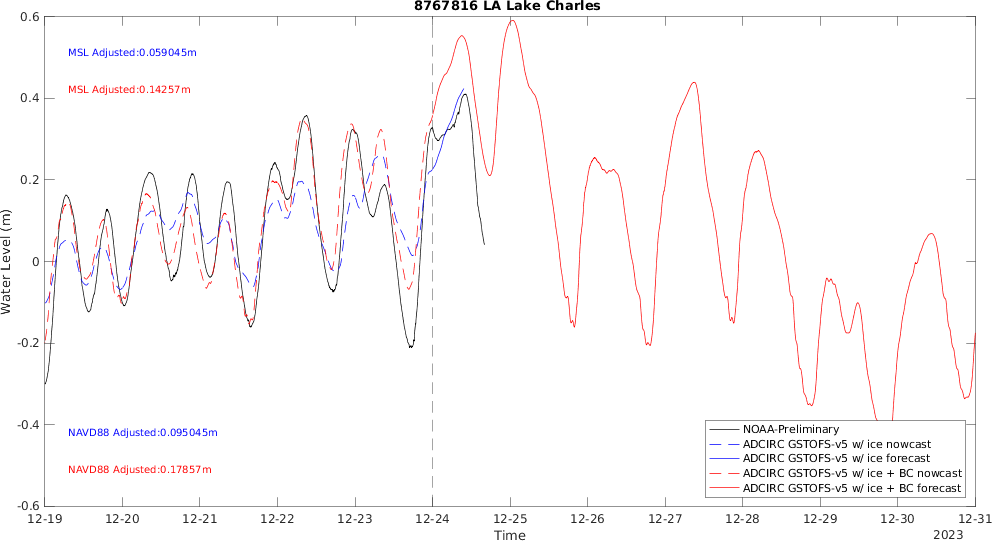 8767816 LA Lake Charles
0.6
MSL Adjusted:0.059045m
MSL Adjusted:0.14257m
0.4
0.2
0
-0.2
-0.4
-0.6
Water Level (m)
NAVD88 Adjusted:0.095045m
NAVD88 Adjusted:0.17857m
NOAA-Preliminary
ADCIRC GSTOFS-v5 w/ ice nowcast
ADCIRC GSTOFS-v5 w/ ice forecast
ADCIRC GSTOFS-v5 w/ ice + BC nowcast
ADCIRC GSTOFS-v5 w/ ice + BC forecast
12-19 12-20 12-21 12-22 12-23 12-24 12-25 12-26 12-27 12-28 12-29 12-30 12-31
Time
2023